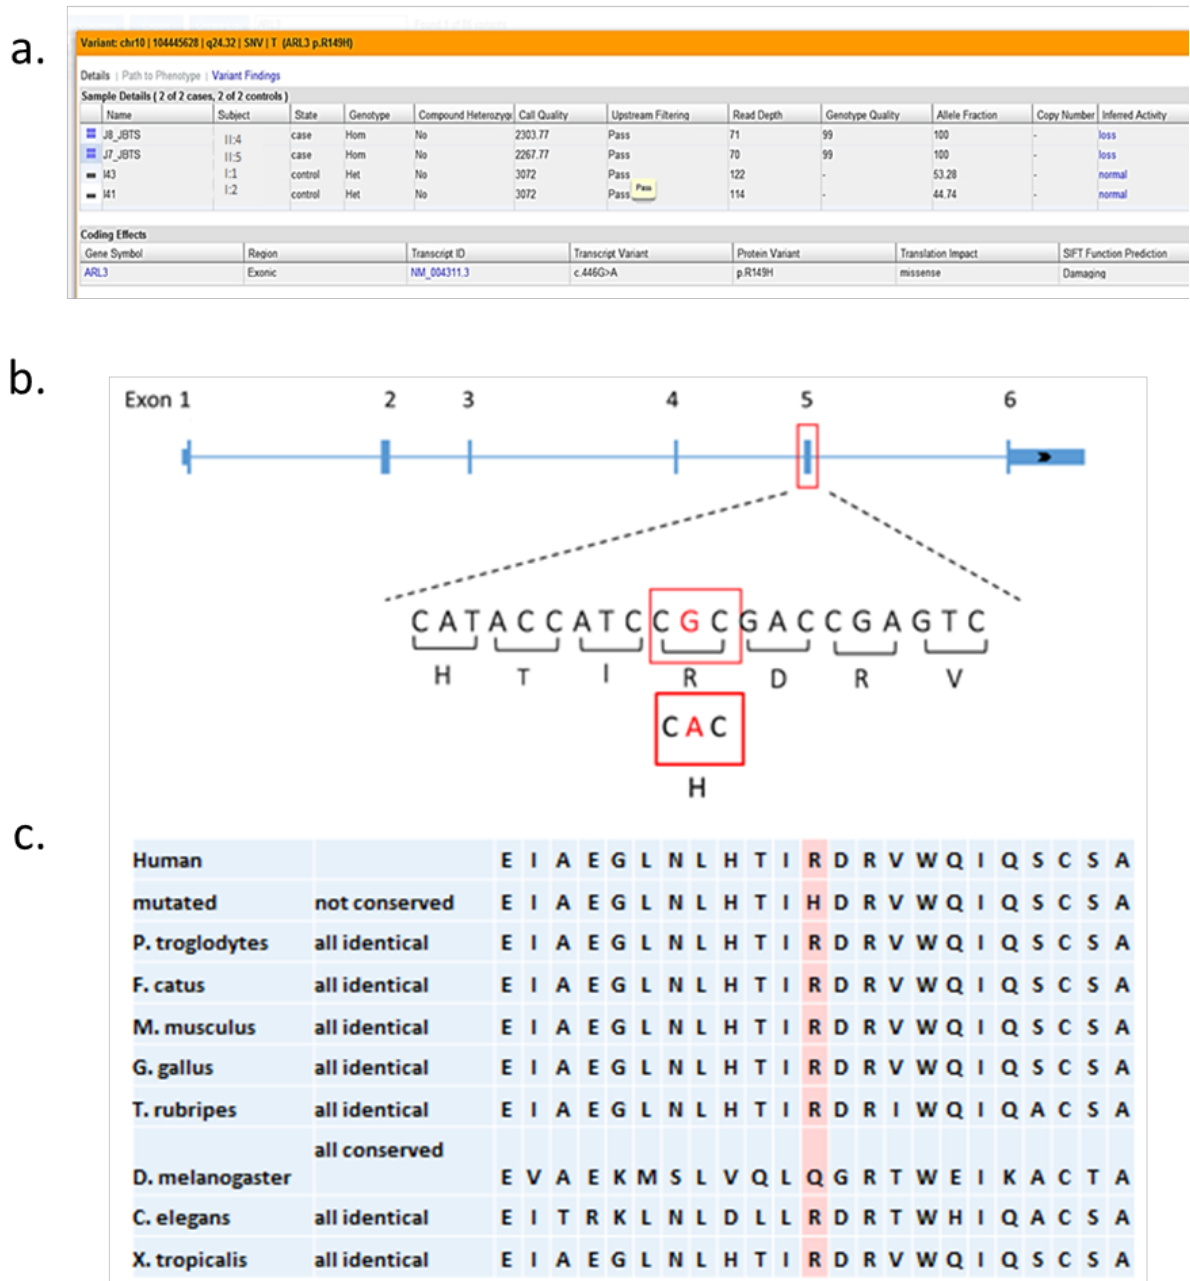 a.
Variant: chr10 | 104445628 | q24.32 | SNV | T (ARL3 p.R149H)
Details | Path to Phenotype | Variant Findings
Sample Details ( 2 of 2 cases, 2 of 2 controls )
Name Subject State Genotype Compound Heterozygo Call Quality Upstream Filtering Read Depth Genotype Quality Allele Fraction Copy Number Inferred Activity
J8_JBTS II:4 case Hom No 2303.77 Pass 71 99 100 - loss
J7_JBTS II:5 case Hom No 2267.77 Pass 70 99 100 - loss
I43 I:1 control Het No 3072 Pass 122 - 53.28 - normal
I41 I:2 control Het No 3072 Pass 114 - 44.74 - normal
Pass
Coding Effects
Gene Symbol Region Transcript ID Transcript Variant Protein Variant Translation Impact SIFT Function Prediction
ARL3 Exonic NM_004311.3 c.446G>A p.R149H missense Damaging
b.
Exon 1 2 3 4 5 6
C A T A C C A T C C G C G A C C G A G T C
H T I R D R V
C A C
H
c.
Human E I A E G L N L H T I R D R V W Q I Q S C S A
mutated not conserved E I A E G L N L H T I H D R V W Q I Q S C S A
P. troglodytes all identical E I A E G L N L H T I R D R V W Q I Q S C S A
F. catus all identical E I A E G L N L H T I R D R V W Q I Q S C S A
M. musculus all identical E I A E G L N L H T I R D R V W Q I Q S C S A
G. gallus all identical E I A E G L N L H T I R D R V W Q I Q S C S A
T. rubripes all identical E I A E G L N L H T I R D R I W Q I Q A C S A
all conserved
D. melanogaster E V A E K M S L V Q L Q G R T W E I K A C T A
C. elegans all identical E I T R K L N L D L L R D R T W H I Q A C S A
X. tropicalis all identical E I A E G L N L H T I R D R V W Q I Q S C S A